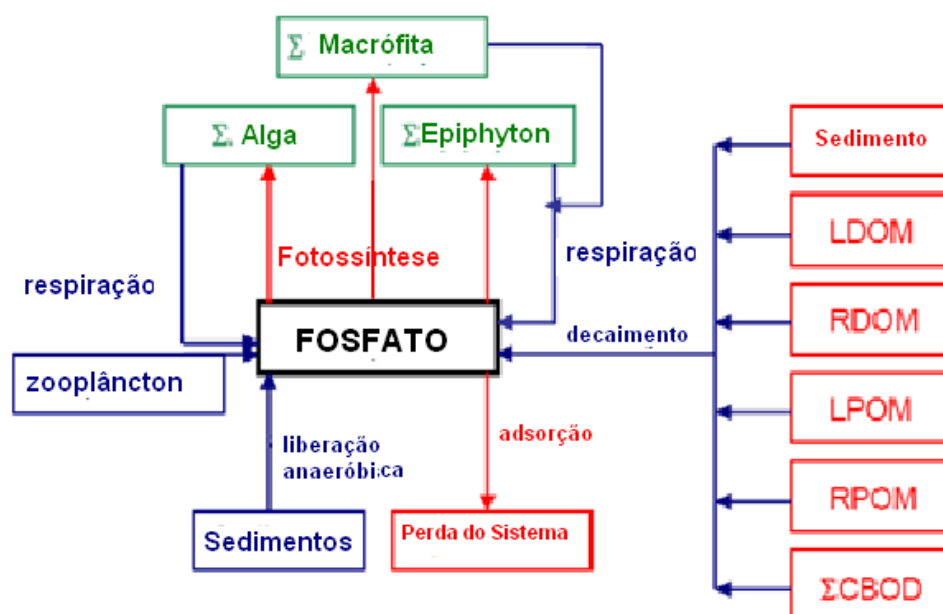 Σ Macrófita
Σ Alga
ΣEpiphyton
Sedimento
LDOM
Fotossíntese
respiração
respiração
RDOM
FOSFATO
decaimento
zooplâncton
LPOM
adsorção
liberação
anaeróbica
RPOM
Sedimentos
Perda do Sistema
ΣCBOD